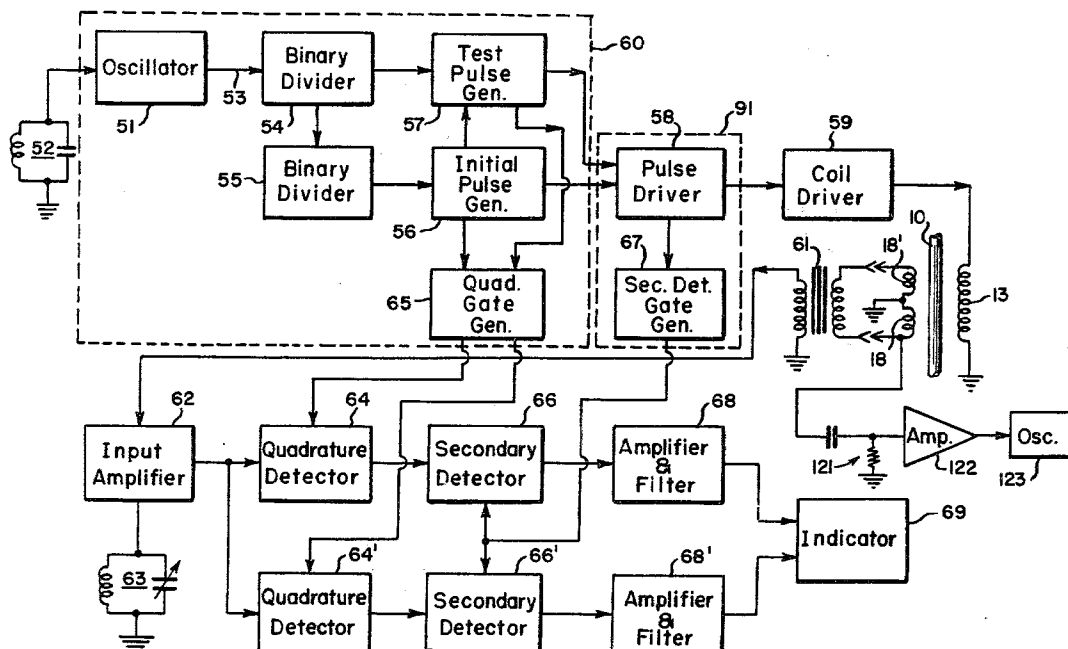 60
Oscillator
53
Binary
Divider
Test
Pulse
Gen.
51
54
57
52
55
Binary
Divider
Initial
Pulse
Gen.
56
58
91
Pulse
Driver
59
Coil
Driver
67
Sec. Det.
Gate
Gen.
65
Quad.
Gate
Gen.
61
18'
10
13
18
62
Input
Amplifier
64
Quadrature
Detector
66
Secondary
Detector
68
Amplifier
&
Filter
121
Amp.
122
Osc.
123
63
64'
Quadrature
Detector
66'
Secondary
Detector
68'
Amplifier
&
Filter
69
Indicator